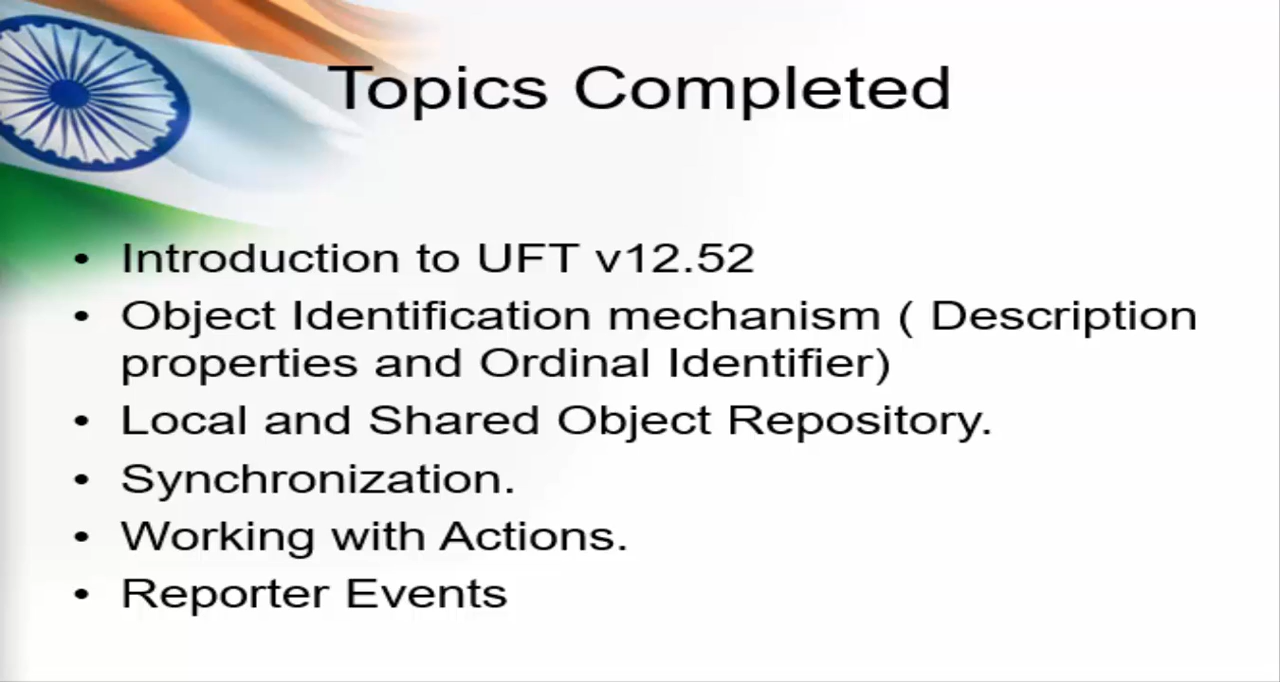 Topics Completed
• Introduction to UFT v12.52
• Object Identification mechanism ( Description
properties and Ordinal Identifier)
• Local and Shared Object Repository.
• Synchronization.
• Working with Actions.
• Reporter Events